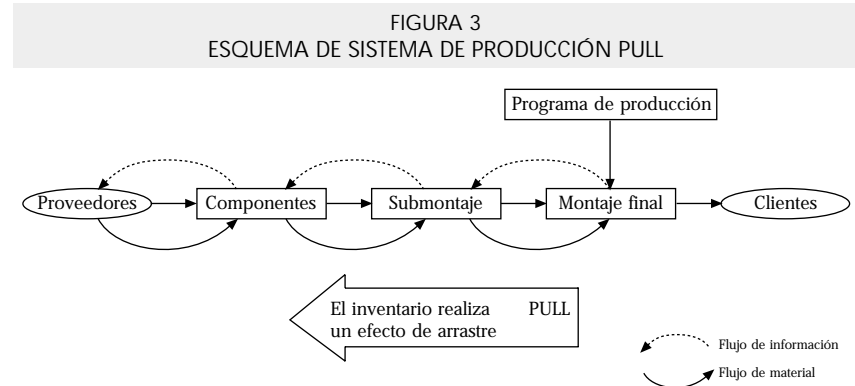 FIGURA 3
ESQUEMA DE SISTEMA DE PRODUCCIÓN PULL
Programa de producción
Proveedores
Componentes
Submontaje
Montaje final
Clientes
El inventario realiza PULL
un efecto de arrastre
Flujo de información
Flujo de material